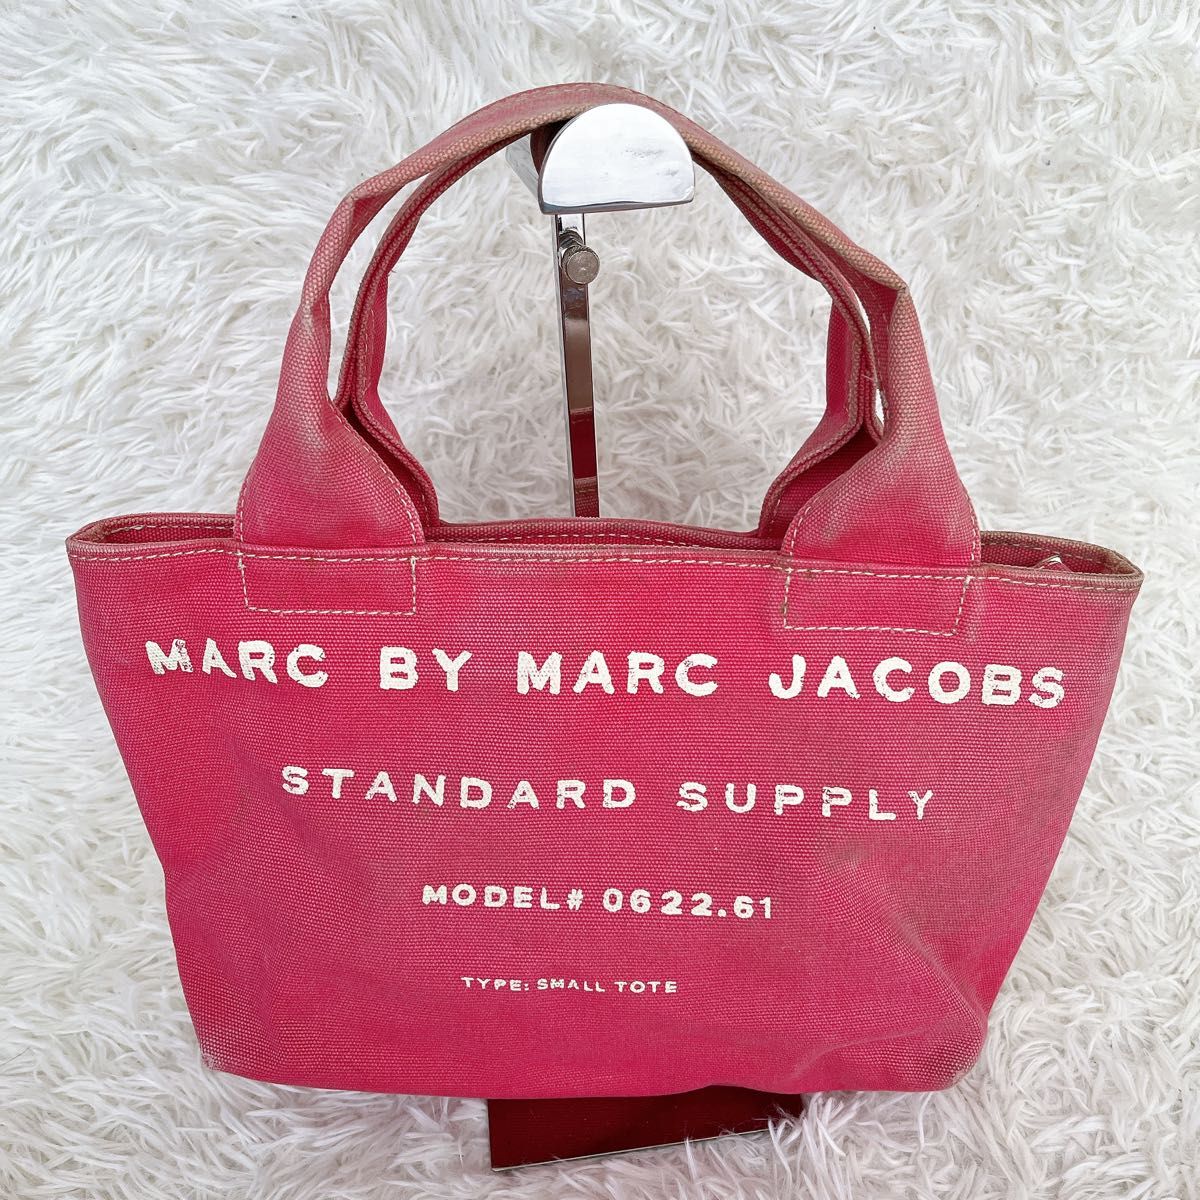 MARC BY MARC JACOBS
STANDARD SUPPLY
MODEL# 0622.61
TYPE: SMALL TOTE